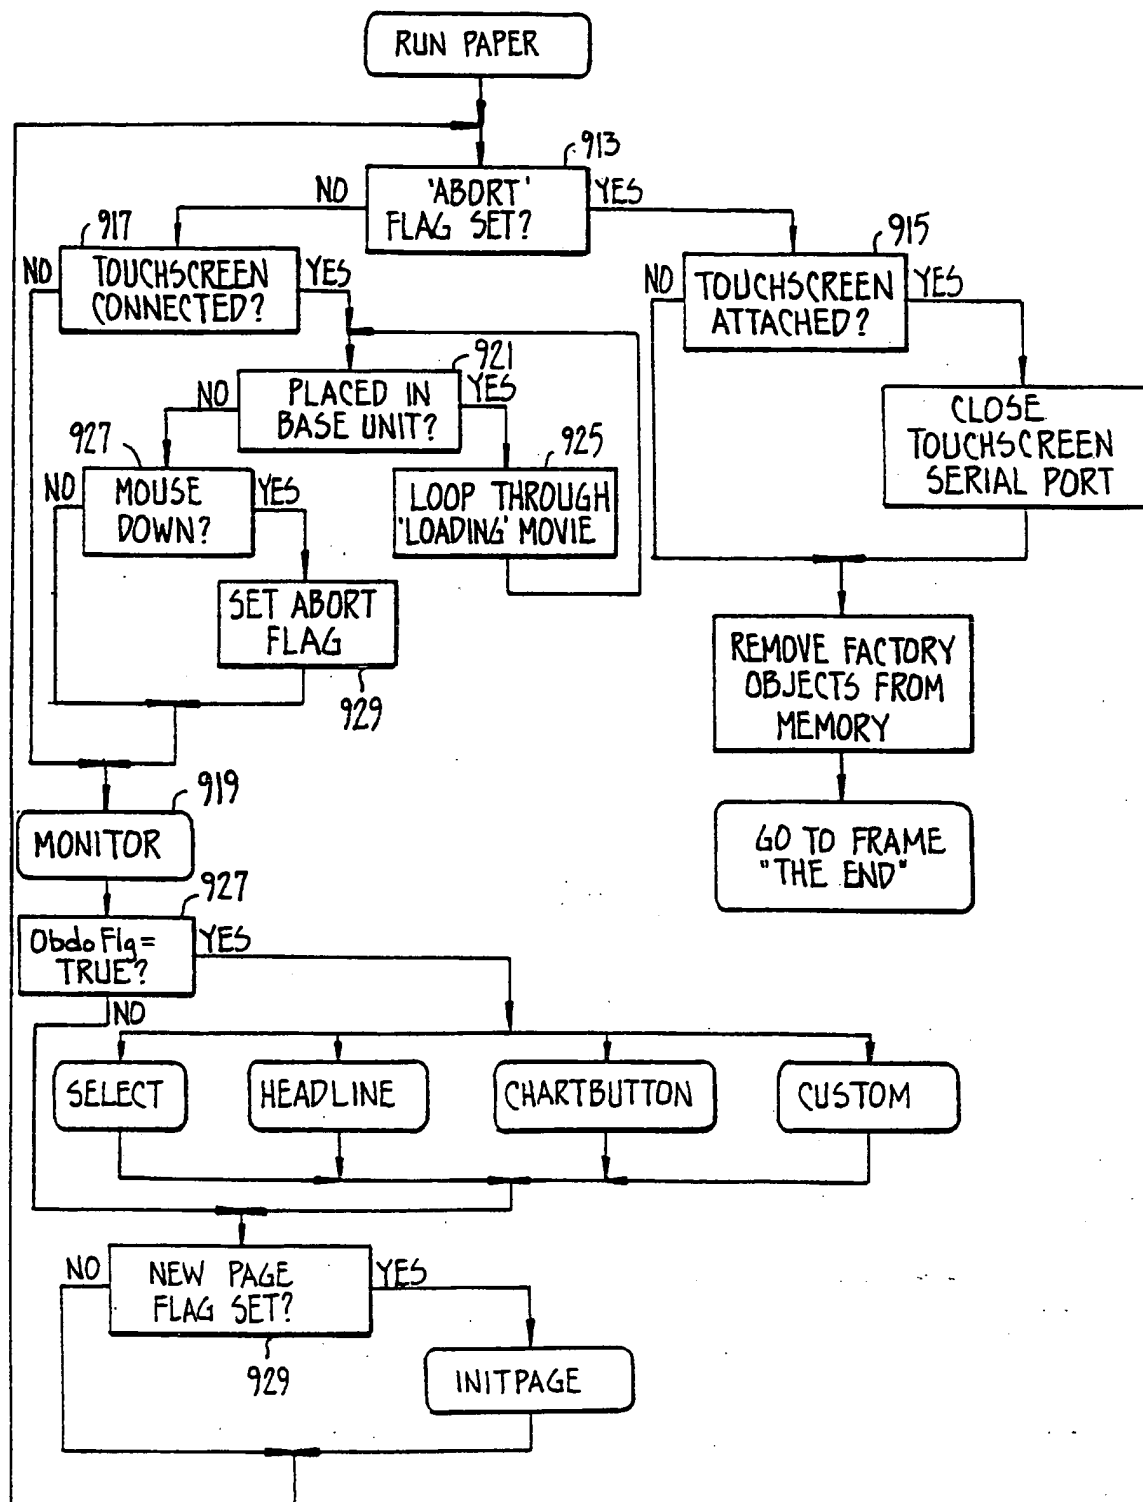 RUN PAPER
913
'ABORT'
FLAG SET?
NO
YES
917
TOUCHSCREEN
CONNECTED?
NO
YES
915
TOUCHSCREEN
ATTACHED?
NO
YES
921
PLACED IN
BASE UNIT?
NO
YES
CLOSE
TOUCHSCREEN
SERIAL PORT
927
MOUSE
DOWN?
NO
YES
925
LOOP THROUGH
'LOADING' MOVIE
SET ABORT
FLAG
929
REMOVE FACTORY
OBJECTS FROM
MEMORY
919
MONITOR
GO TO FRAME
"THE END"
927
ObdoFlg=
TRUE?
YES
NO
SELECT
HEADLINE
CHARTBUTTON
CUSTOM
NO
NEW PAGE
FLAG SET?
YES
929
INITPAGE